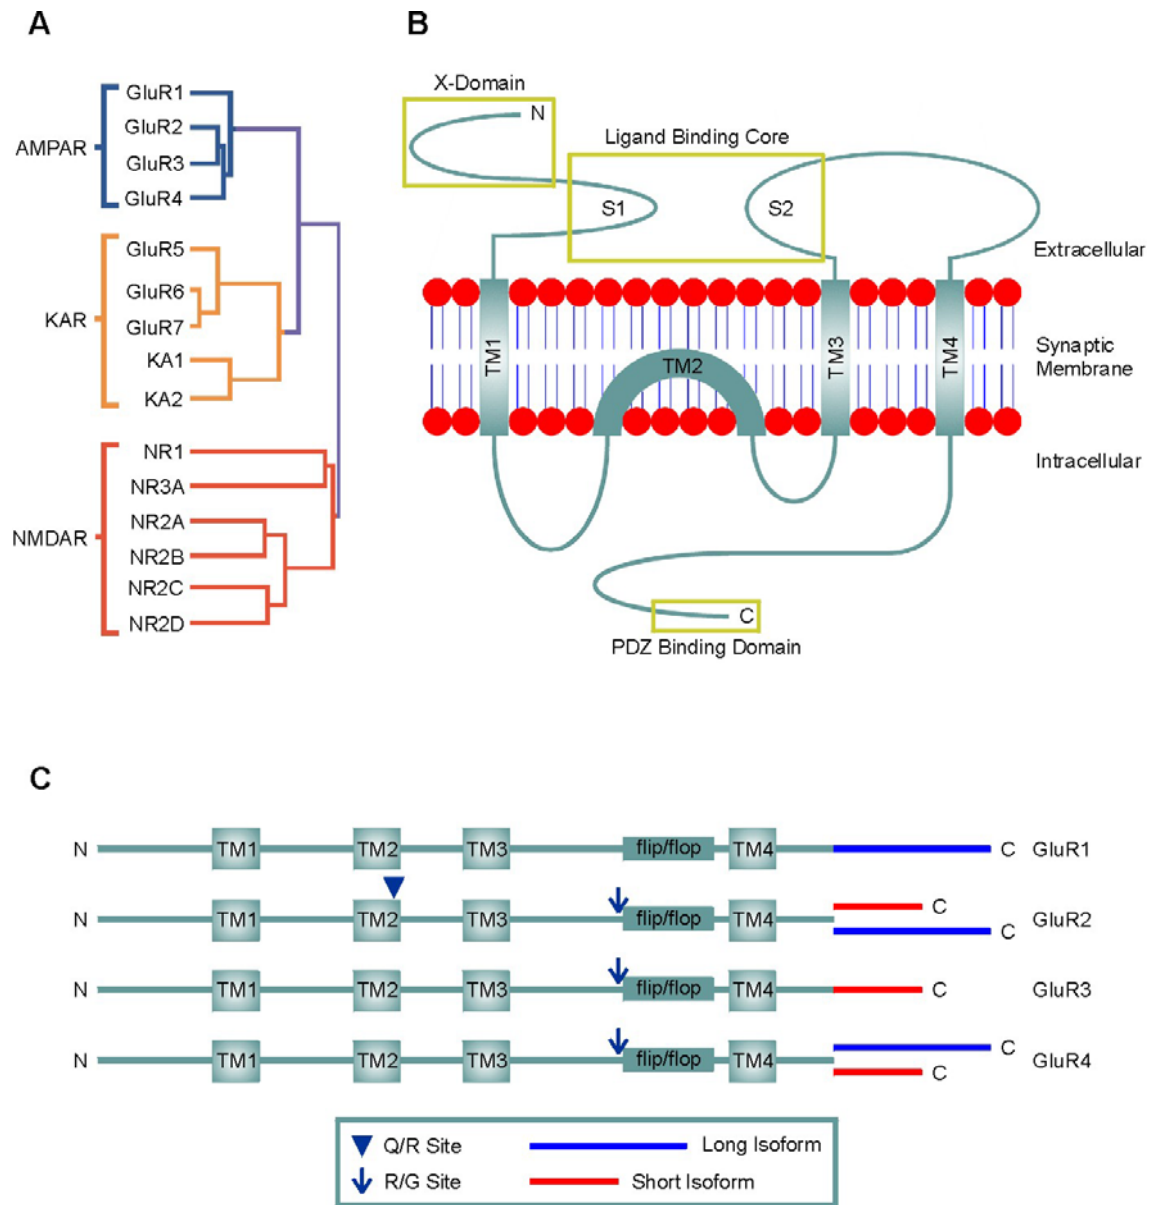 A
AMPAR
GluR1
GluR2
GluR3
GluR4
KAR
GluR5
GluR6
GluR7
KA1
KA2
NMDAR
NR1
NR3A
NR2A
NR2B
NR2C
NR2D
B
X-Domain
N
Ligand Binding Core
S1
S2
Extracellular
TM1
TM2
TM3
TM4
Synaptic
Membrane
Intracellular
C
PDZ Binding Domain
C
N TM1 TM2 TM3 flip/flop TM4 C GluR1
N TM1 TM2 TM3 flip/flop TM4 C C GluR2
N TM1 TM2 TM3 flip/flop TM4 C GluR3
N TM1 TM2 TM3 flip/flop TM4 C C GluR4
Q/R Site Long Isoform
R/G Site Short Isoform